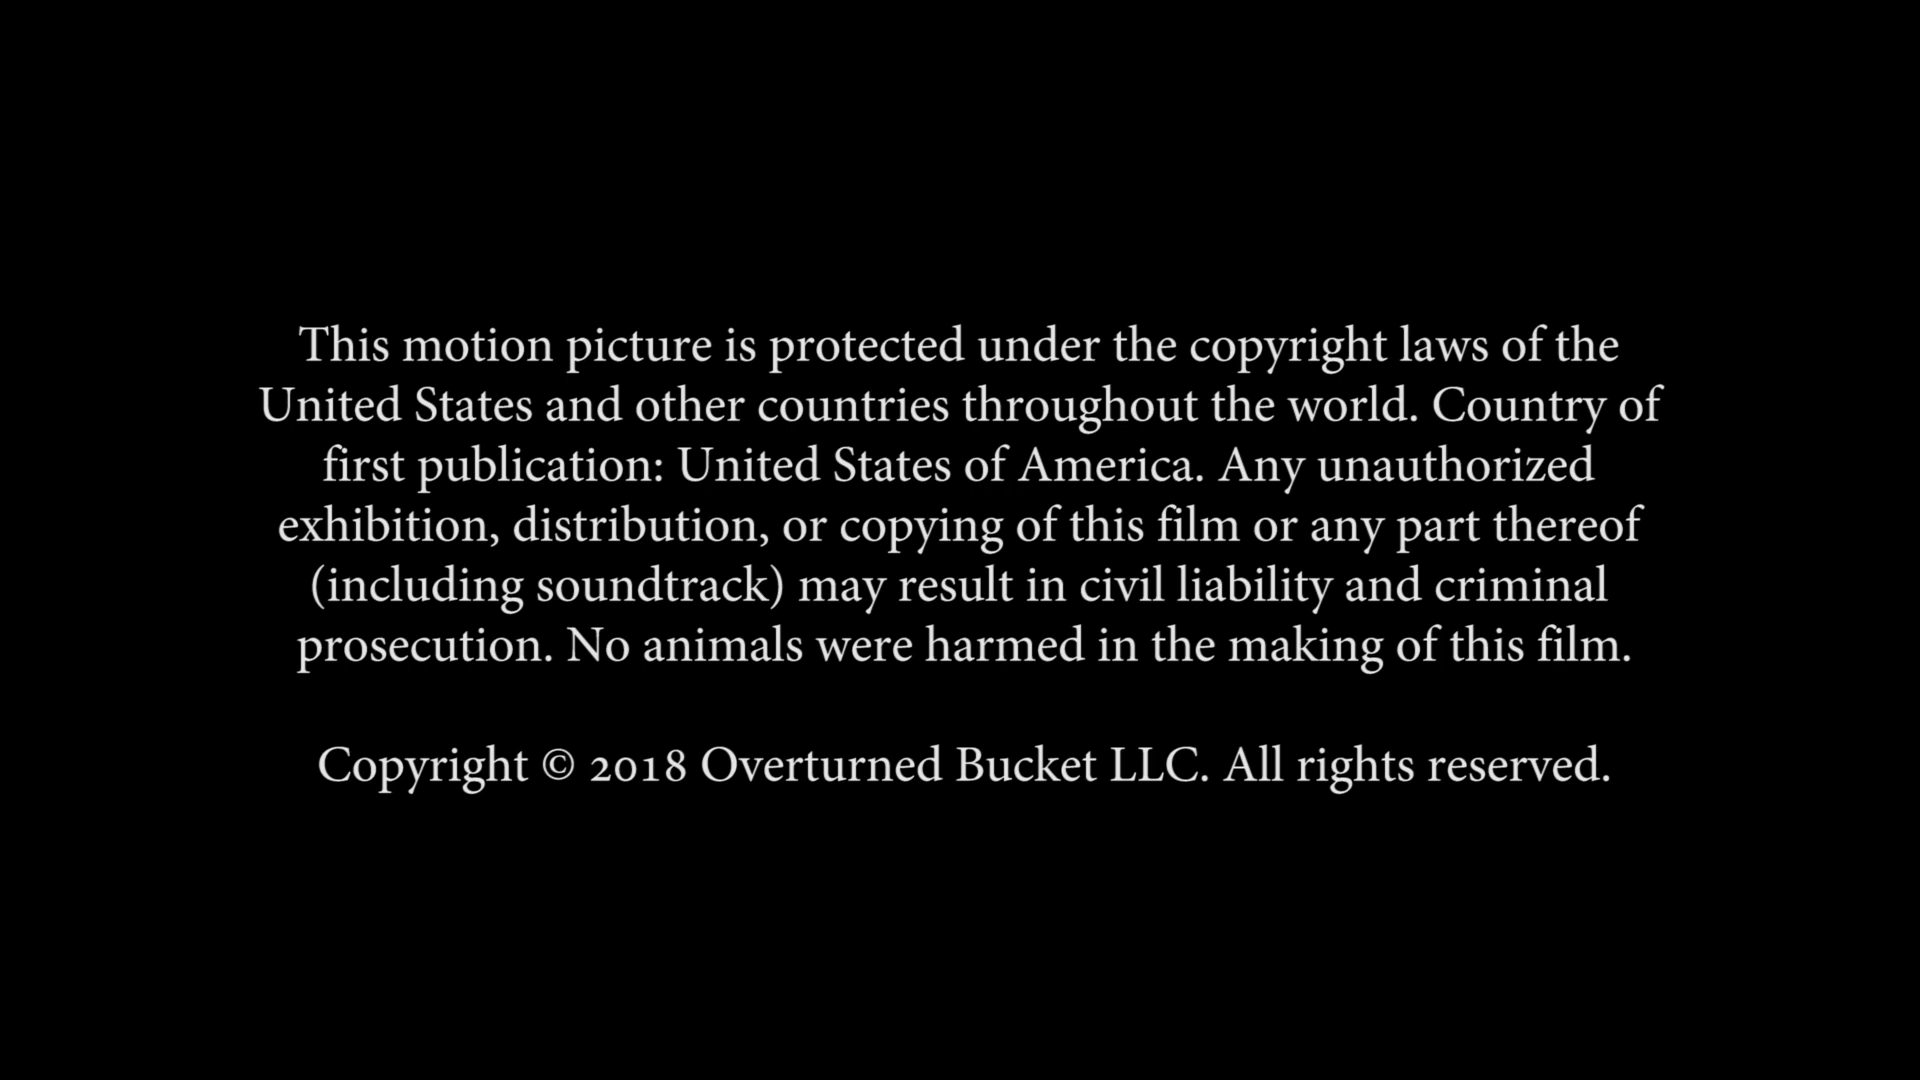 This motion picture is protected under the copyright laws of the
United States and other countries throughout the world. Country of
first publication: United States of America. Any unauthorized
exhibition, distribution, or copying of this film or any part thereof
(including soundtrack) may result in civil liability and criminal
prosecution. No animals were harmed in the making of this film.
Copyright © 2018 Overturned Bucket LLC. All rights reserved.